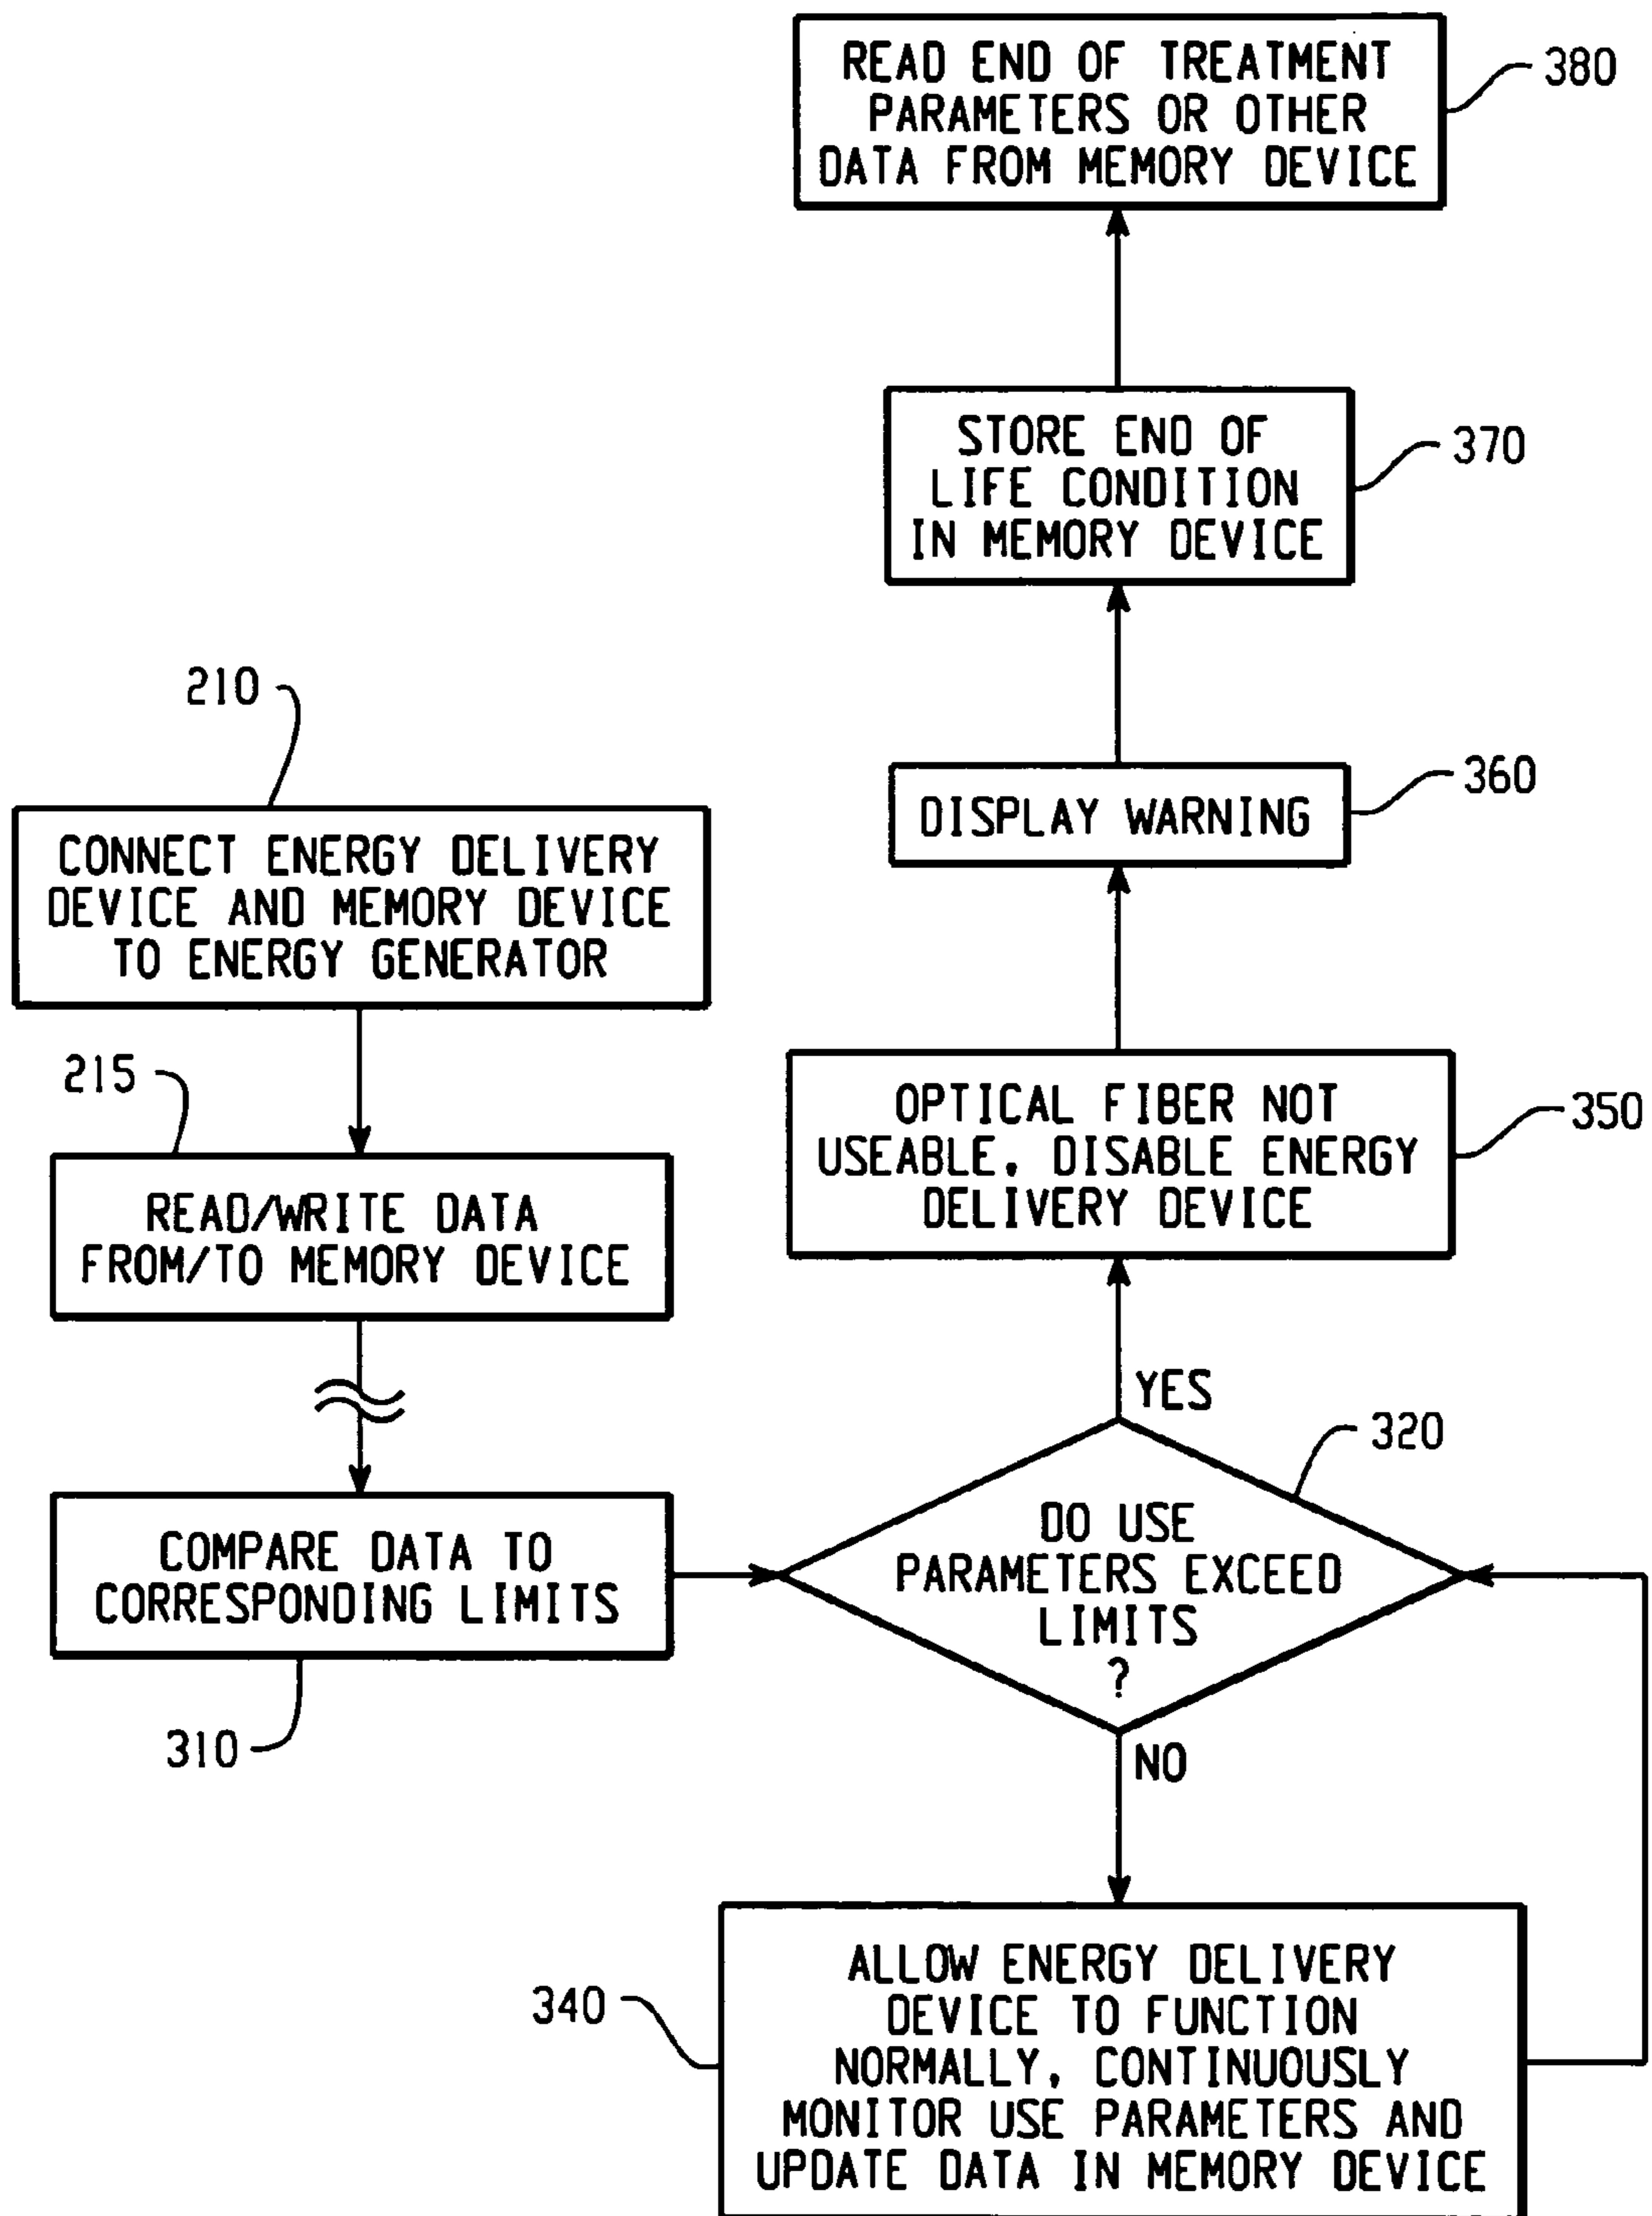 READ END OF TREATMENT
PARAMETERS OR OTHER
DATA FROM MEMORY DEVICE
380
STORE END OF
LIFE CONDITION
IN MEMORY DEVICE
370
210
DISPLAY WARNING
360
CONNECT ENERGY DELIVERY
DEVICE AND MEMORY DEVICE
TO ENERGY GENERATOR
215
OPTICAL FIBER NOT
USEABLE, DISABLE ENERGY
DELIVERY DEVICE
350
READ/WRITE DATA
FROM/TO MEMORY DEVICE
YES
320
COMPARE DATA TO
CORRESPONDING LIMITS
310
DO USE
PARAMETERS EXCEED
LIMITS
?
NO
340
ALLOW ENERGY DELIVERY
DEVICE TO FUNCTION
NORMALLY, CONTINUOUSLY
MONITOR USE PARAMETERS AND
UPDATE DATA IN MEMORY DEVICE